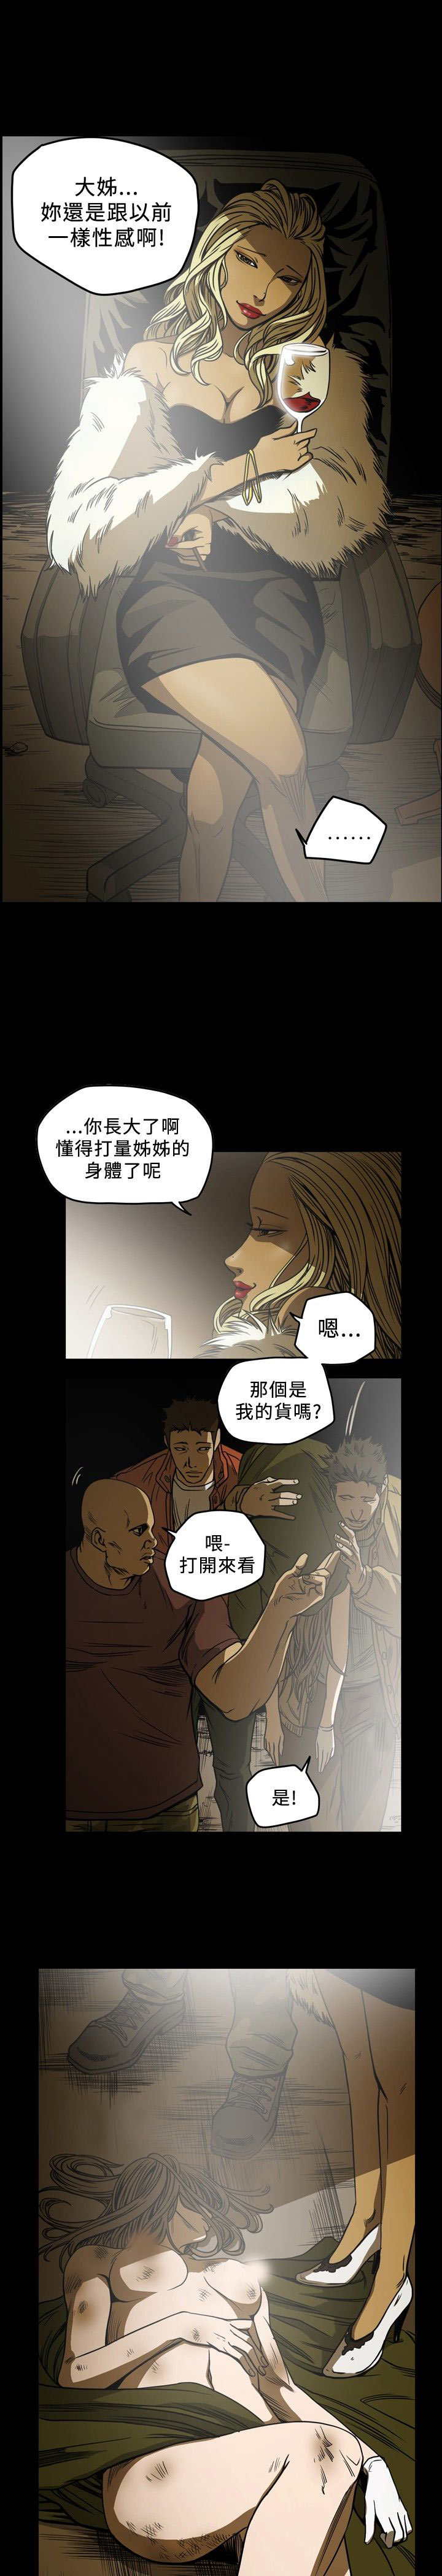 大姊...
妳還是跟以前
一樣性感啊!
......
...你長大了啊
懂得打量姊姊的
身體了呢
嗯...
那個是
我的貨嗎?
喂-
打開來看
是!